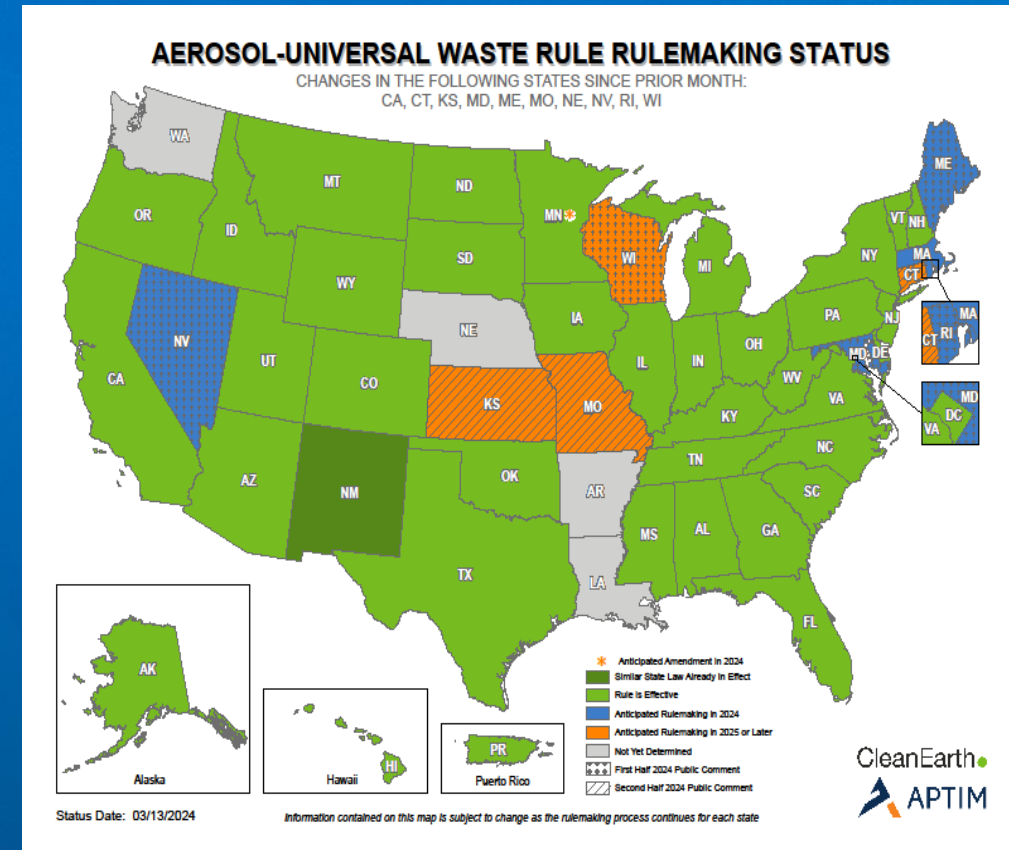 AEROSOL-UNIVERSAL WASTE RULE RULEMAKING STATUS
CHANGES IN THE FOLLOWING STATES SINCE PRIOR MONTH:
CA, CT, KS, MD, ME, MO, NE, NV, RI, WI
WA
MT
ND
MN
OR
ID
SD
WI
MI
ME
VT
NH
NY
MA
CT
WY
NV
NE
IA
PA
NJ
CA
UT
CO
KS
MO
IL
IN
OH
WV
MD
DE
VA
KY
CT
RI
MA
MD
DC
VA
AZ
NM
OK
AR
TN
NC
SC
TX
LA
MS
AL
GA
FL
AK
Alaska
HI
Hawaii
PR
Puerto Rico
Anticipated Amendment in 2024
Similar State Law Already in Effect
Rule is Effective
Anticipated Rulemaking in 2024
Anticipated Rulemaking in 2025 or Later
Not Yet Determined
First Half 2024 Public Comment
Second Half 2024 Public Comment
CleanEarth
APTIM
Status Date: 03/13/2024
Information contained on this map is subject to change as the rulemaking process continues for each state